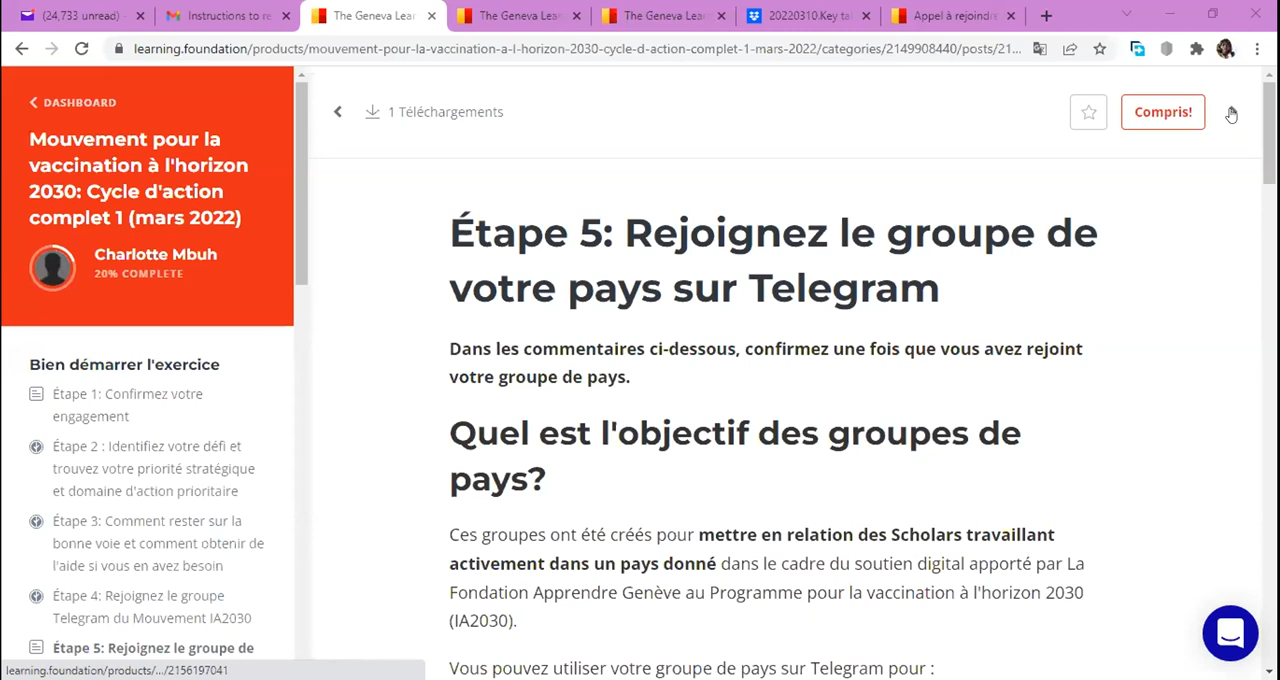 (24,733 unread) -
Instructions to re
The Geneva Lea
The Geneva Lea
The Geneva Lea
20220310.Key ta
Appel à rejoindre
learning.foundation/products/mouvement-pour-la-vaccination-a-l-horizon-2030-cycle-d-action-complet-1-mars-2022/categories/2149908440/posts/21...
DASHBOARD
Mouvement pour la
vaccination à l'horizon
2030: Cycle d'action
complet 1 (mars 2022)
Charlotte Mbuh
20% COMPLETE
Bien démarrer l'exercice
Étape 1: Confirmez votre
engagement
Étape 2 : Identifiez votre défi et
trouvez votre priorité stratégique
et domaine d'action prioritaire
Étape 3: Comment rester sur la
bonne voie et comment obtenir de
l'aide si vous en avez besoin
Étape 4: Rejoignez le groupe
Telegram du Mouvement IA2030
Étape 5: Rejoignez le groupe de
learning.foundation/products/.../2156197041
1 Téléchargements
Compris!
Étape 5: Rejoignez le groupe de
votre pays sur Telegram
Dans les commentaires ci-dessous, confirmez une fois que vous avez rejoint
votre groupe de pays.
Quel est l'objectif des groupes de
pays?
Ces groupes ont été créés pour mettre en relation des Scholars travaillant
activement dans un pays donné dans le cadre du soutien digital apporté par La
Fondation Apprendre Genève au Programme pour la vaccination à l'horizon 2030
(IA2030).
Vous pouvez utiliser votre groupe de pays sur Telegram pour :